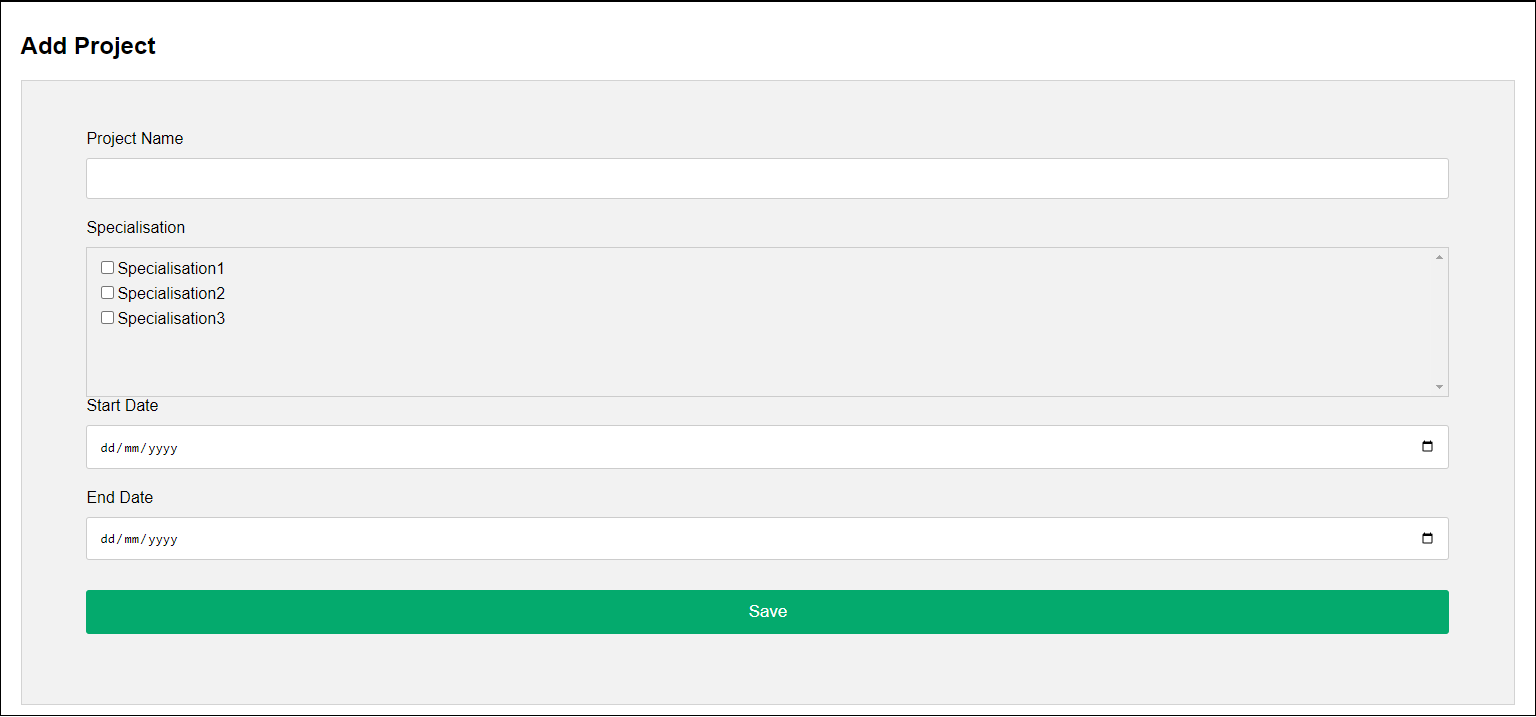 Add Project
Project Name
Specialisation
Specialisation1
Specialisation2
Specialisation3
Start Date
dd/mm/yyyy
End Date
dd/mm/yyyy
Save